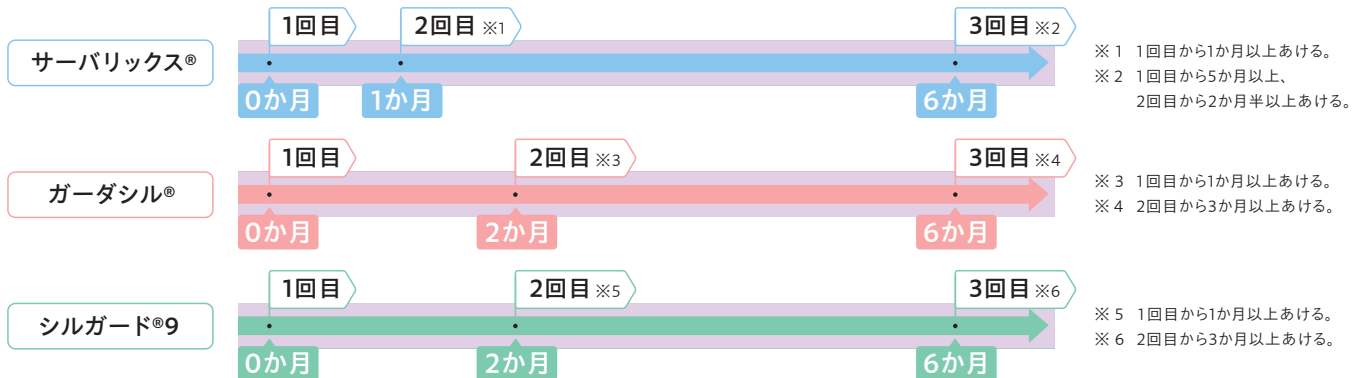 1回目
2回目 ※1
3回目 ※2
サーバリックス®
0か月
1か月
6か月
※1 1回目から1か月以上あける。
※2 1回目から5か月以上、
2回目から2か月半以上あける。
1回目
2回目 ※3
3回目 ※4
ガーダシル®
0か月
2か月
6か月
※3 1回目から1か月以上あける。
※4 2回目から3か月以上あける。
1回目
2回目 ※5
3回目 ※6
シルガード®9
0か月
2か月
6か月
※5 1回目から1か月以上あける。
※6 2回目から3か月以上あける。